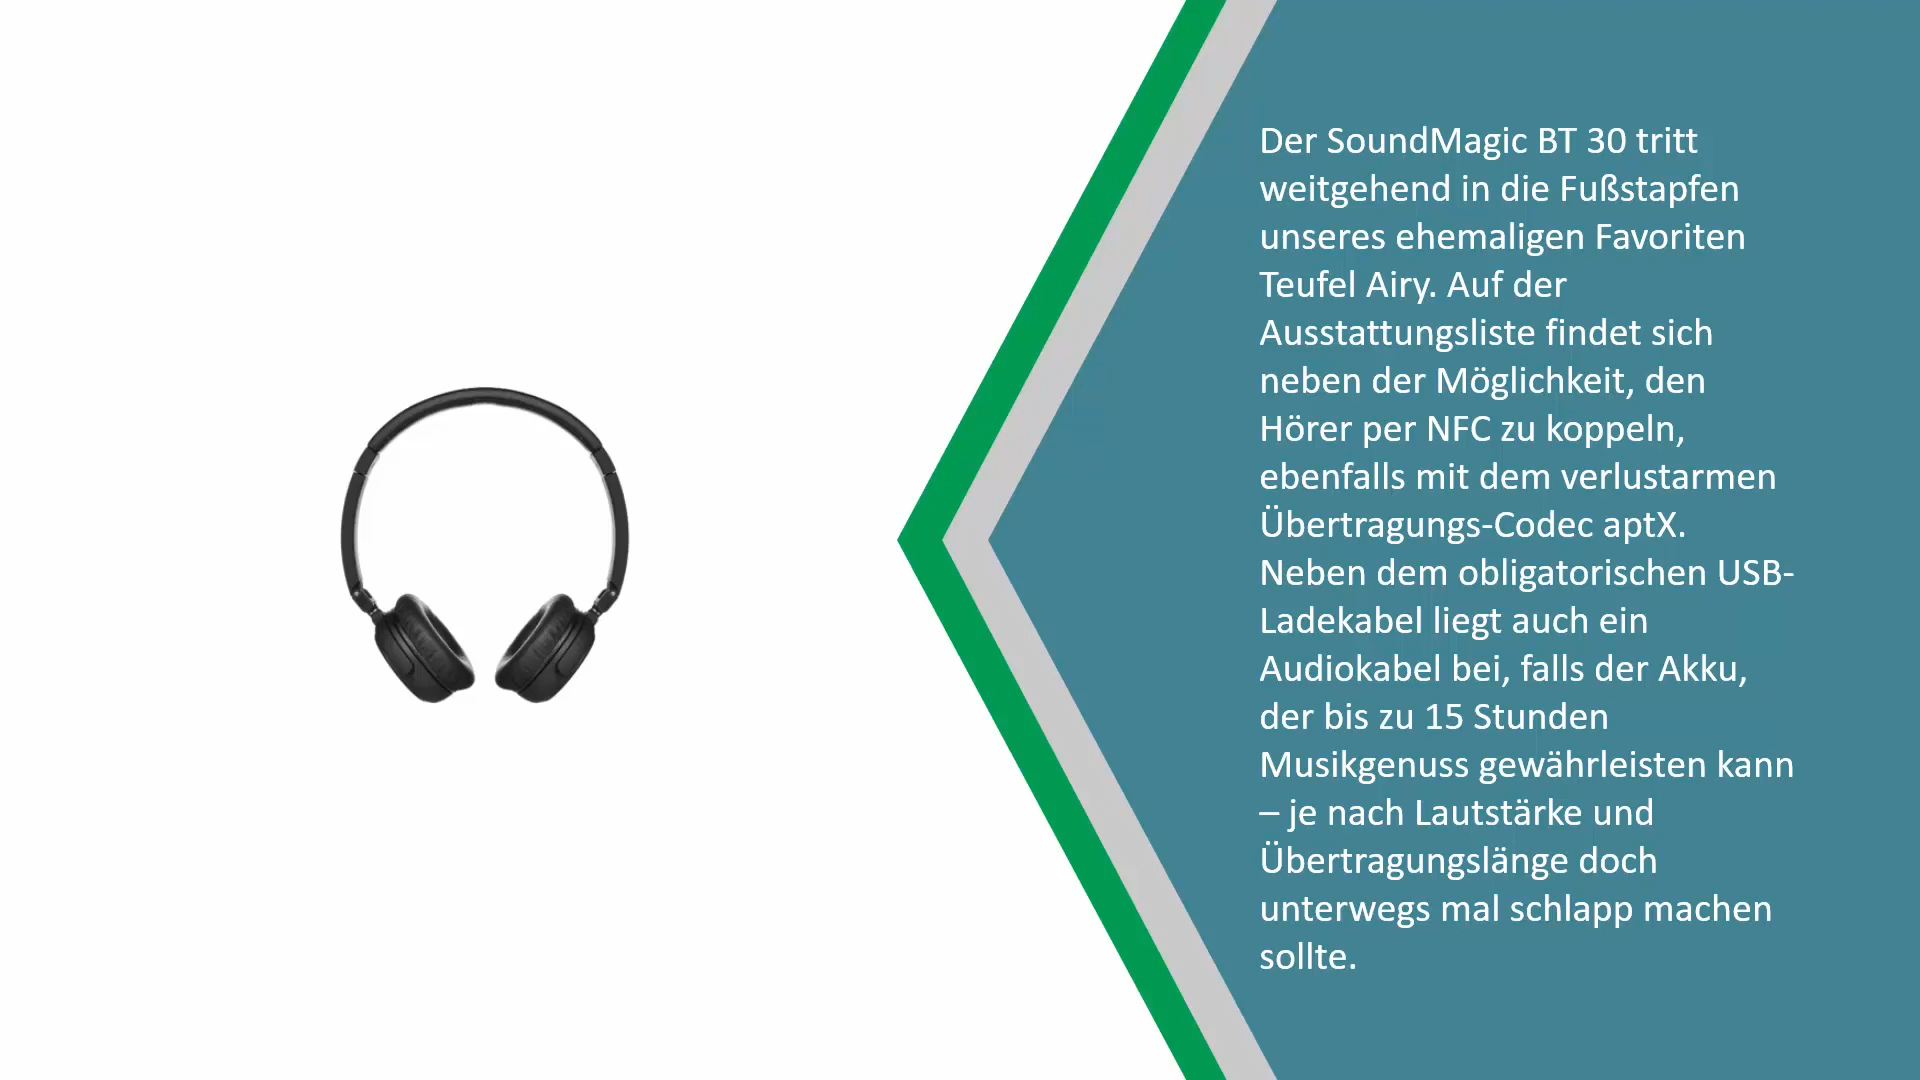 Der SoundMagic BT 30 tritt
weitgehend in die Fußstapfen
unseres ehemaligen Favoriten
Teufel Airy. Auf der
Ausstattungsliste findet sich
neben der Möglichkeit, den
Hörer per NFC zu koppeln,
ebenfalls mit dem verlustarmen
Übertragungs-Codec aptX.
Neben dem obligatorischen USB-
Ladekabel liegt auch ein
Audiokabel bei, falls der Akku,
der bis zu 15 Stunden
Musikgenuss gewährleisten kann
– je nach Lautstärke und
Übertragungslänge doch
unterwegs mal schlapp machen
sollte.